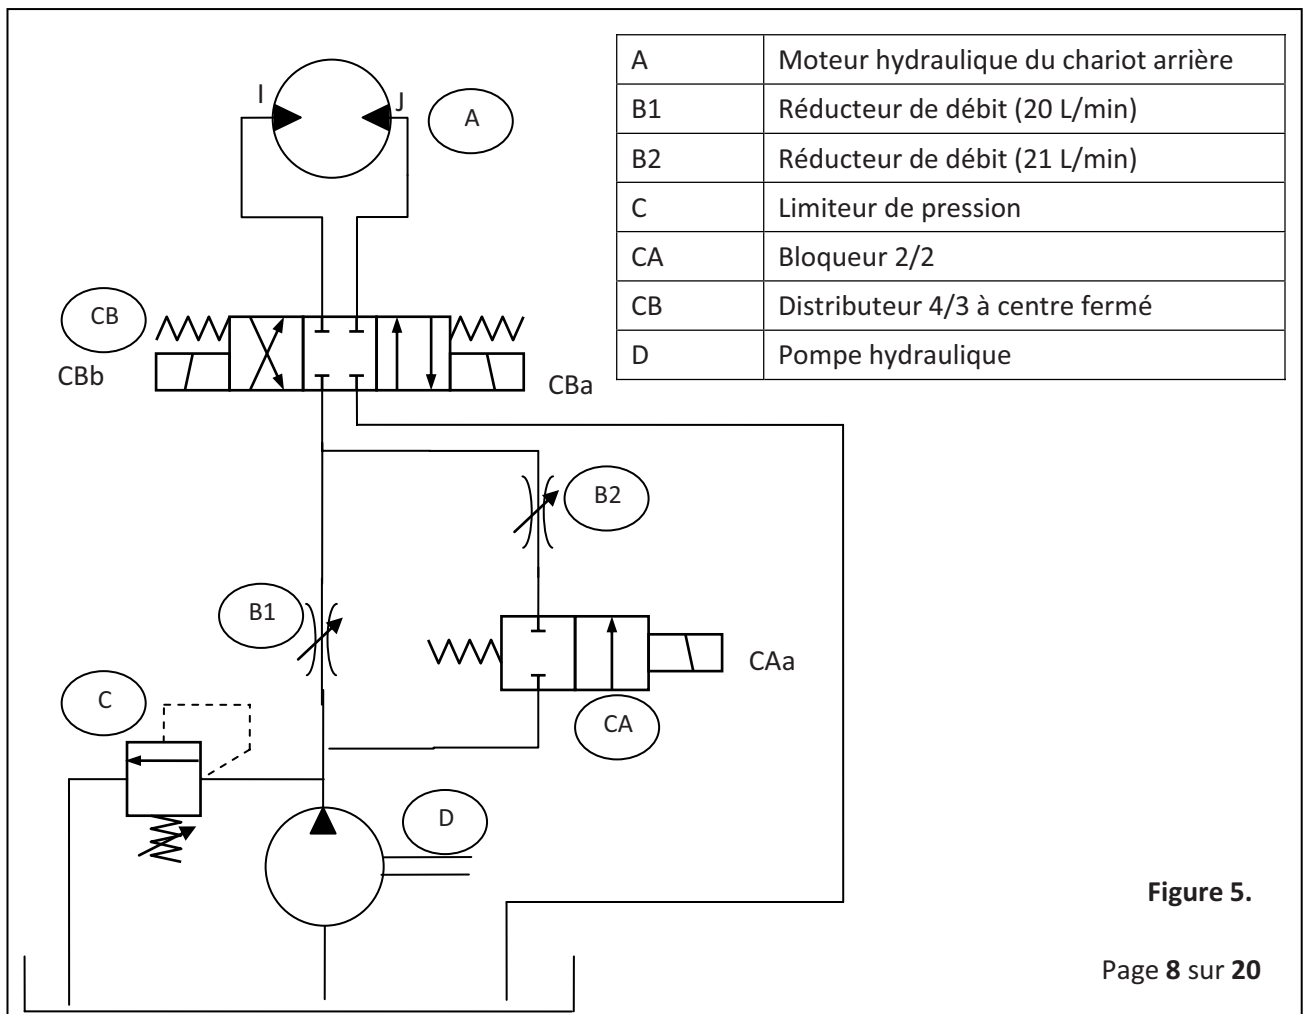 A Moteur hydraulique du chariot arrière
B1 Réducteur de débit (20 L/min)
B2 Réducteur de débit (21 L/min)
C Limiteur de pression
CA Bloqueur 2/2
CB Distributeur 4/3 à centre fermé
D Pompe hydraulique
I
J
A
CB
CBb
CBa
B2
B1
CAa
C
CA
D
Figure 5.
Page 8 sur 20